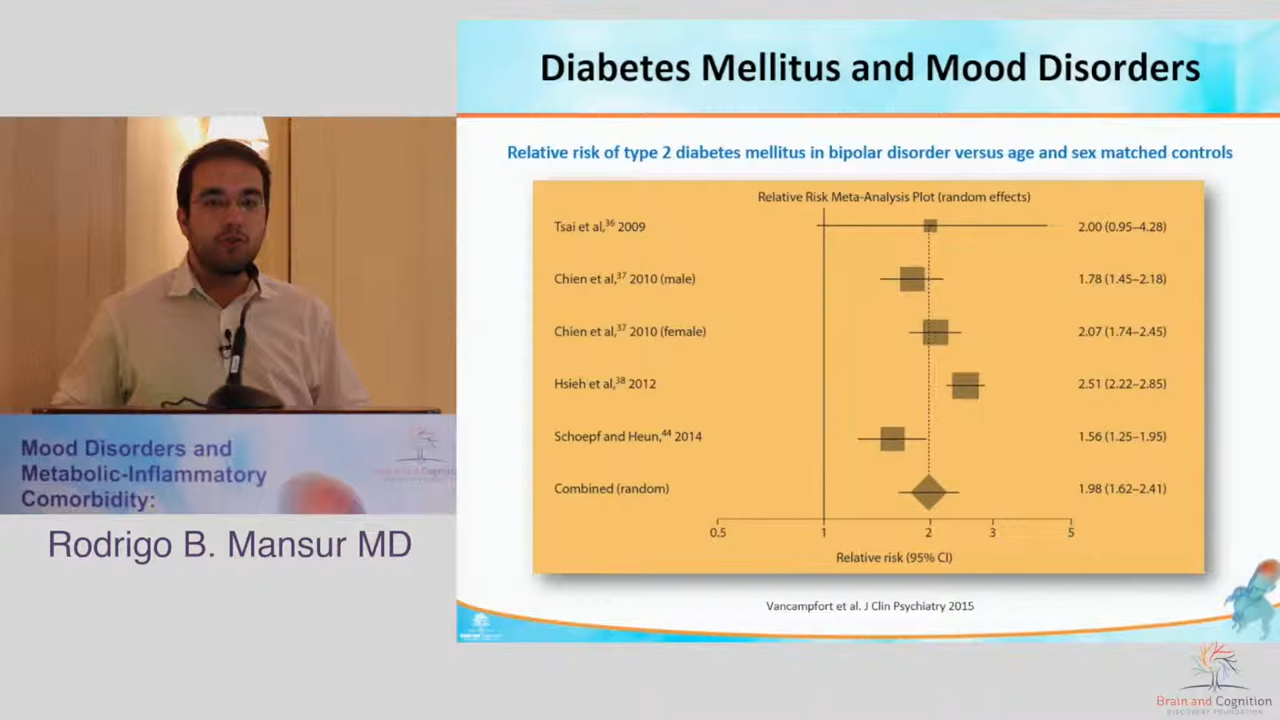 Diabetes Mellitus and Mood Disorders
Relative risk of type 2 diabetes mellitus in bipolar disorder versus age and sex matched controls
Relative Risk Meta-Analysis Plot (random effects)
Tsai et al,36 2009 2.00 (0.95–4.28)
Chien et al,37 2010 (male) 1.78 (1.45–2.18)
Chien et al,37 2010 (female) 2.07 (1.74–2.45)
Hsieh et al,38 2012 2.51 (2.22–2.85)
Schoepf and Heun,44 2014 1.56 (1.25–1.95)
Combined (random) 1.98 (1.62–2.41)
0.5 1 2 3 5
Relative risk (95% CI)
Vancampfort et al. J Clin Psychiatry 2015
Mood Disorders and
Metabolic-Inflammatory
Comorbidity:
Rodrigo B. Mansur MD
Brain and Cognition
DISCOVERY FOUNDATION